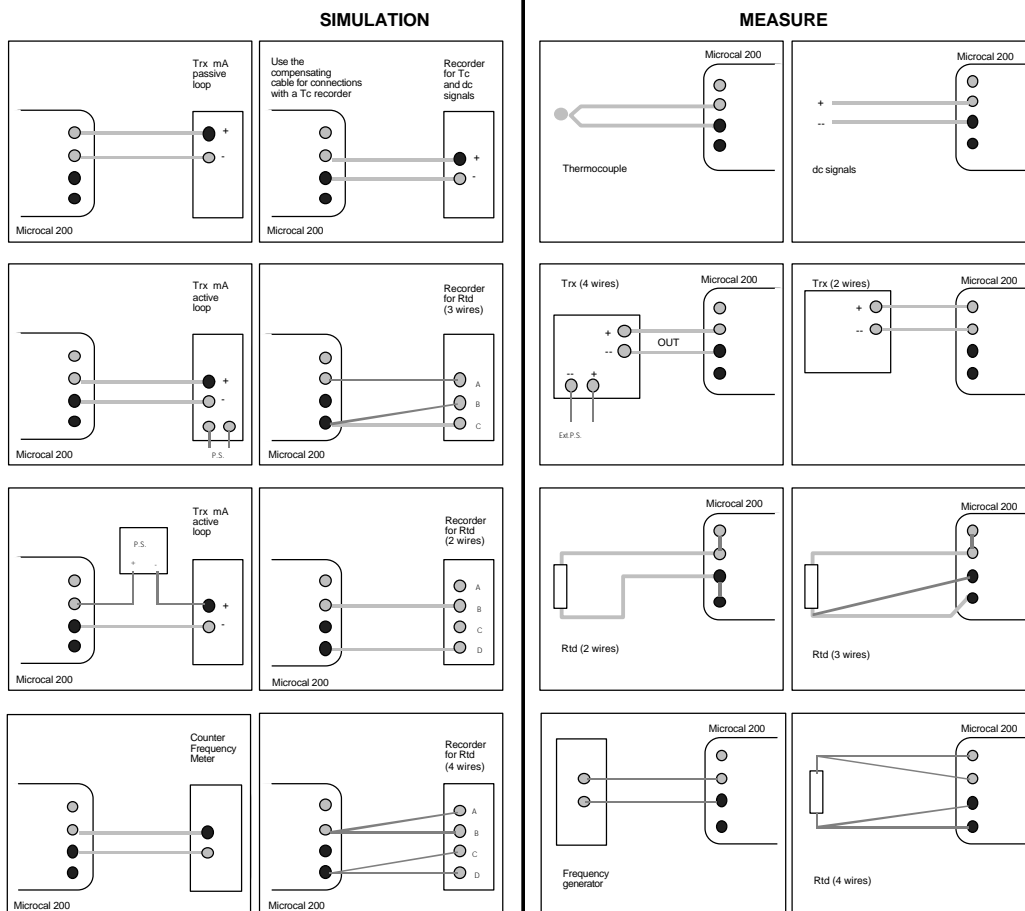 SIMULATION
Trx mA
passive
loop
+
-
Microcal 200
Use the
compensating
cable for connections
with a Tc recorder
Recorder
for Tc
and dc
signals
+
-
Microcal 200
Trx mA
active
loop
+
-
P.S.
Microcal 200
Recorder
for Rtd
(3 wires)
A
B
C
Microcal 200
Trx mA
active
loop
P.S.
+ -
+
-
Microcal 200
Recorder
for Rtd
(2 wires)
A
B
C
D
Microcal 200
Counter
Frequency
Meter
Microcal 200
Recorder
for Rtd
(4 wires)
A
B
C
D
Microcal 200
MEASURE
Microcal 200
Thermocouple
Microcal 200
+
--
dc signals
Trx (4 wires)
Microcal 200
+
--
OUT
-- +
Ext.P.S.
Trx (2 wires)
Microcal 200
+
--
Microcal 200
Rtd (2 wires)
Microcal 200
Rtd (3 wires)
Microcal 200
Frequency
generator
Microcal 200
Rtd (4 wires)